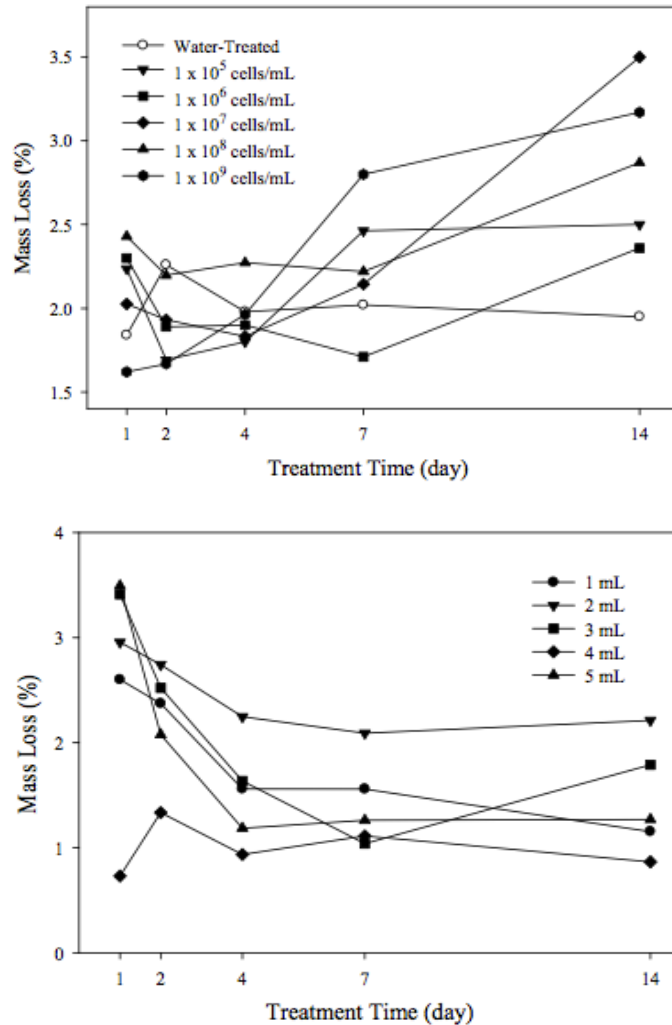 3.5
3.0
2.5
2.0
1.5
Mass Loss (%)
Water-Treated
1 x 10⁵ cells/mL
1 x 10⁶ cells/mL
1 x 10⁷ cells/mL
1 x 10⁸ cells/mL
1 x 10⁹ cells/mL
1 2 4 7 14
Treatment Time (day)
4
3
2
1
0
Mass Loss (%)
1 mL
2 mL
3 mL
4 mL
5 mL
1 2 4 7 14
Treatment Time (day)